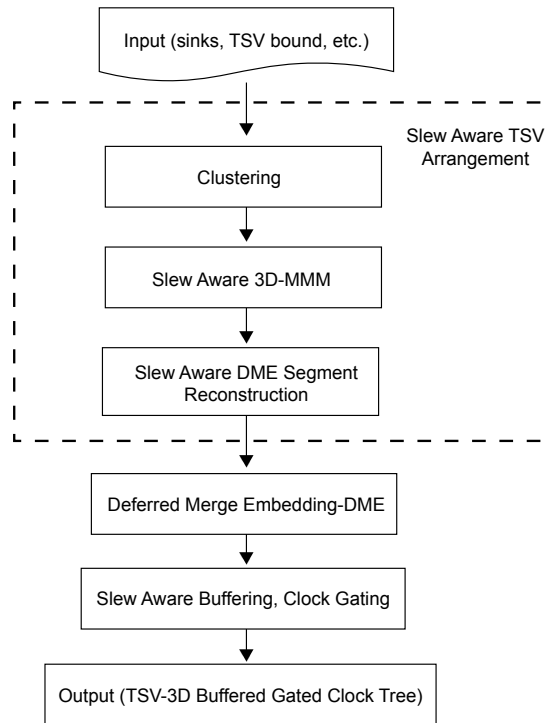 Input (sinks, TSV bound, etc.)
Slew Aware TSV
Arrangement
Clustering
Slew Aware 3D-MMM
Slew Aware DME Segment
Reconstruction
Deferred Merge Embedding-DME
Slew Aware Buffering, Clock Gating
Output (TSV-3D Buffered Gated Clock Tree)